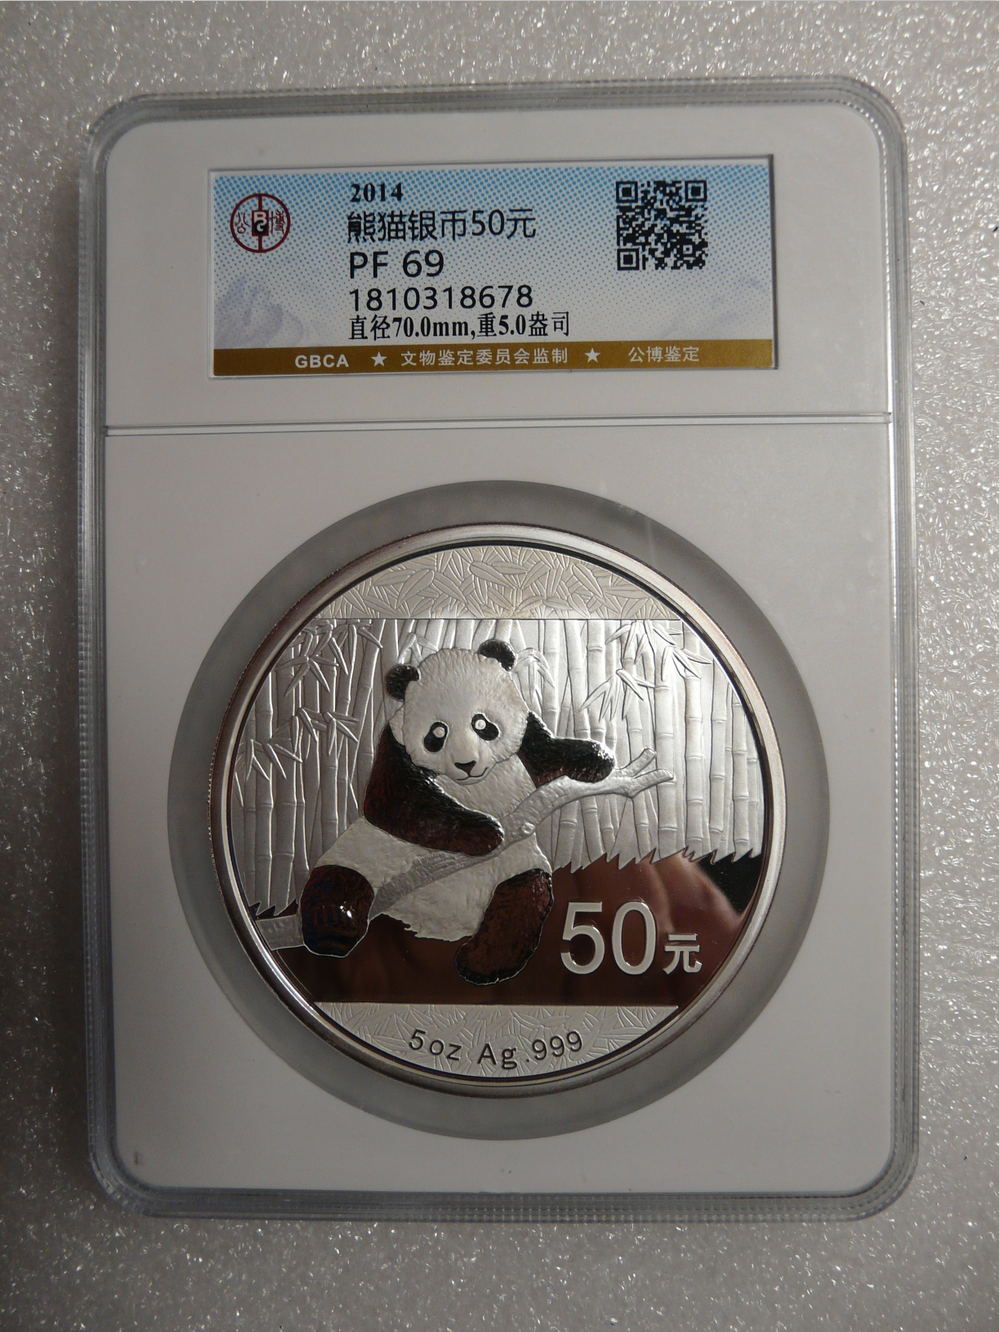 2014
熊猫银币50元
公 博
PF 69
1810318678
直径70.0mm,重5.0盎司
GBCA ★ 文物鉴定委员会监制 ★ 公博鉴定
50元
5oz Ag.999